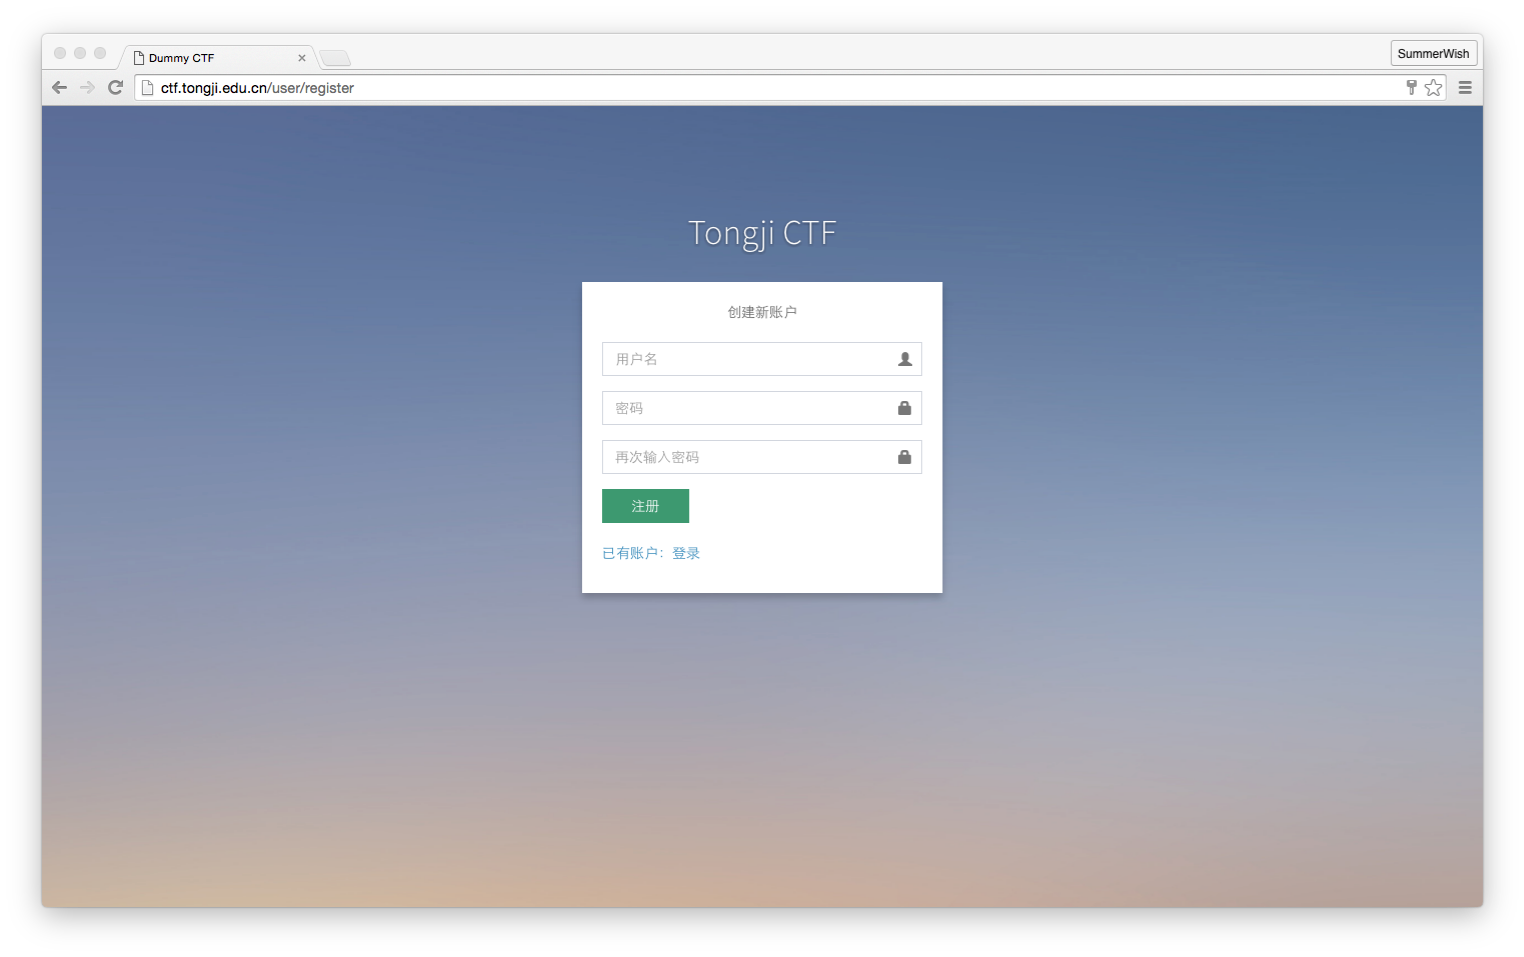 Dummy CTF
SummerWish
ctf.tongji.edu.cn/user/register
Tongji CTF
创建新账户
用户名
密码
再次输入密码
注册
已有账户：登录